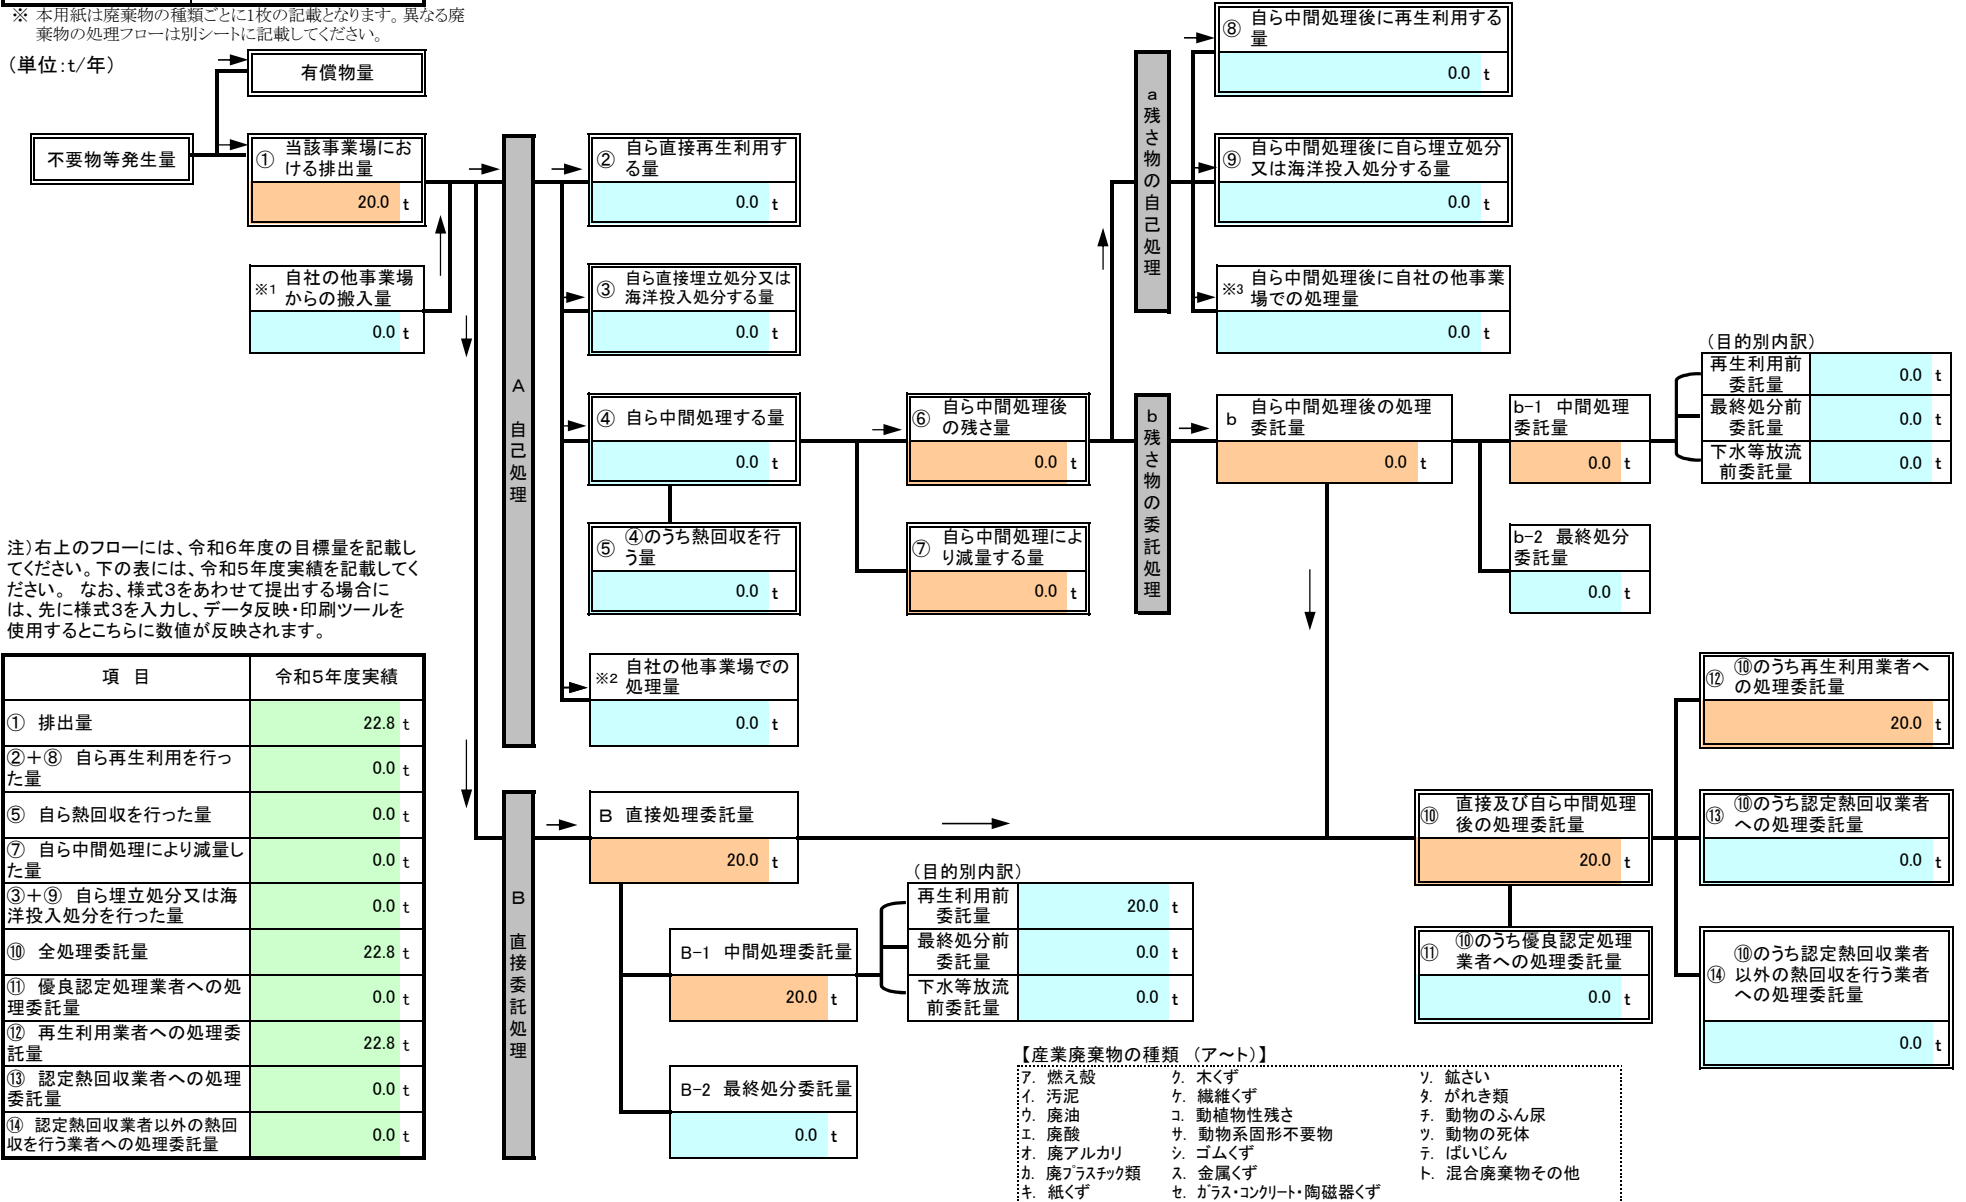 ※ 本用紙は廃棄物の種類ごとに1枚の記載となります。異なる廃
棄物の処理フローは別シートに記載してください。
(単位:t/年)
有償物量
不要物等発生量
① 当該事業場にお
ける排出量
20.0 t
※1 自社の他事業場
からの搬入量
0.0 t
A 自己処理
② 自ら直接再生利用す
る量
0.0 t
③ 自ら直接埋立処分又は
海洋投入処分する量
0.0 t
④ 自ら中間処理する量
0.0 t
⑤ ④のうち熱回収を行
う量
0.0 t
※2 自社の他事業場での
処理量
0.0 t
⑥ 自ら中間処理後
の残さ量
0.0 t
⑦ 自ら中間処理によ
り減量する量
0.0 t
a 残さ物の自己処理
⑧ 自ら中間処理後に再生利用する
量
0.0 t
⑨ 自ら中間処理後に自ら埋立処分
又は海洋投入処分する量
0.0 t
※3 自ら中間処理後に自社の他事業
場での処理量
0.0 t
b 残さ物の委託処理
b 自ら中間処理後の処理
委託量
0.0 t
b-1 中間処理
委託量
0.0 t
(目的別内訳)
再生利用前
委託量
0.0 t
最終処分前
委託量
0.0 t
下水等放流
前委託量
0.0 t
b-2 最終処分
委託量
0.0 t
注)右上のフローには、令和6年度の目標量を記載し
てください。下の表には、令和5年度実績を記載してく
ださい。 なお、様式3をあわせて提出する場合に
は、先に様式3を入力し、データ反映・印刷ツールを
使用するとこちらに数値が反映されます。
項 目 令和5年度実績
① 排出量 22.8 t
②+⑧ 自ら再生利用を行っ
た量
0.0 t
⑤ 自ら熱回収を行った量 0.0 t
⑦ 自ら中間処理により減量し
た量
0.0 t
③+⑨ 自ら埋立処分又は海
洋投入処分を行った量
0.0 t
⑩ 全処理委託量 22.8 t
⑪ 優良認定処理業者への処
理委託量
0.0 t
⑫ 再生利用業者への処理委
託量
22.8 t
⑬ 認定熱回収業者への処理
委託量
0.0 t
⑭ 認定熱回収業者以外の熱回
収を行う業者への処理委託量
0.0 t
B 直接委託処理
B 直接処理委託量
20.0 t
B-1 中間処理委託量
20.0 t
(目的別内訳)
再生利用前
委託量
20.0 t
最終処分前
委託量
0.0 t
下水等放流
前委託量
0.0 t
B-2 最終処分委託量
0.0 t
⑩ 直接及び自ら中間処理
後の処理委託量
20.0 t
⑪ ⑩のうち優良認定処理
業者への処理委託量
0.0 t
⑫ ⑩のうち再生利用業者へ
の処理委託量
20.0 t
⑬ ⑩のうち認定熱回収業者
への処理委託量
0.0 t
⑭ ⑩のうち認定熱回収業者
以外の熱回収を行う業者
への処理委託量
0.0 t
【産業廃棄物の種類 (ア~ト)】
ア. 燃え殻 ク. 木くず ソ. 鉱さい
イ. 汚泥 ケ. 繊維くず タ. がれき類
ウ. 廃油 コ. 動植物性残さ チ. 動物のふん尿
エ. 廃酸 サ. 動物系固形不要物 ツ. 動物の死体
オ. 廃アルカリ シ. ゴムくず テ. ばいじん
カ. 廃プラスチック類 ス. 金属くず ト. 混合廃棄物その他
キ. 紙くず セ. ガラス・コンクリート・陶磁器くず